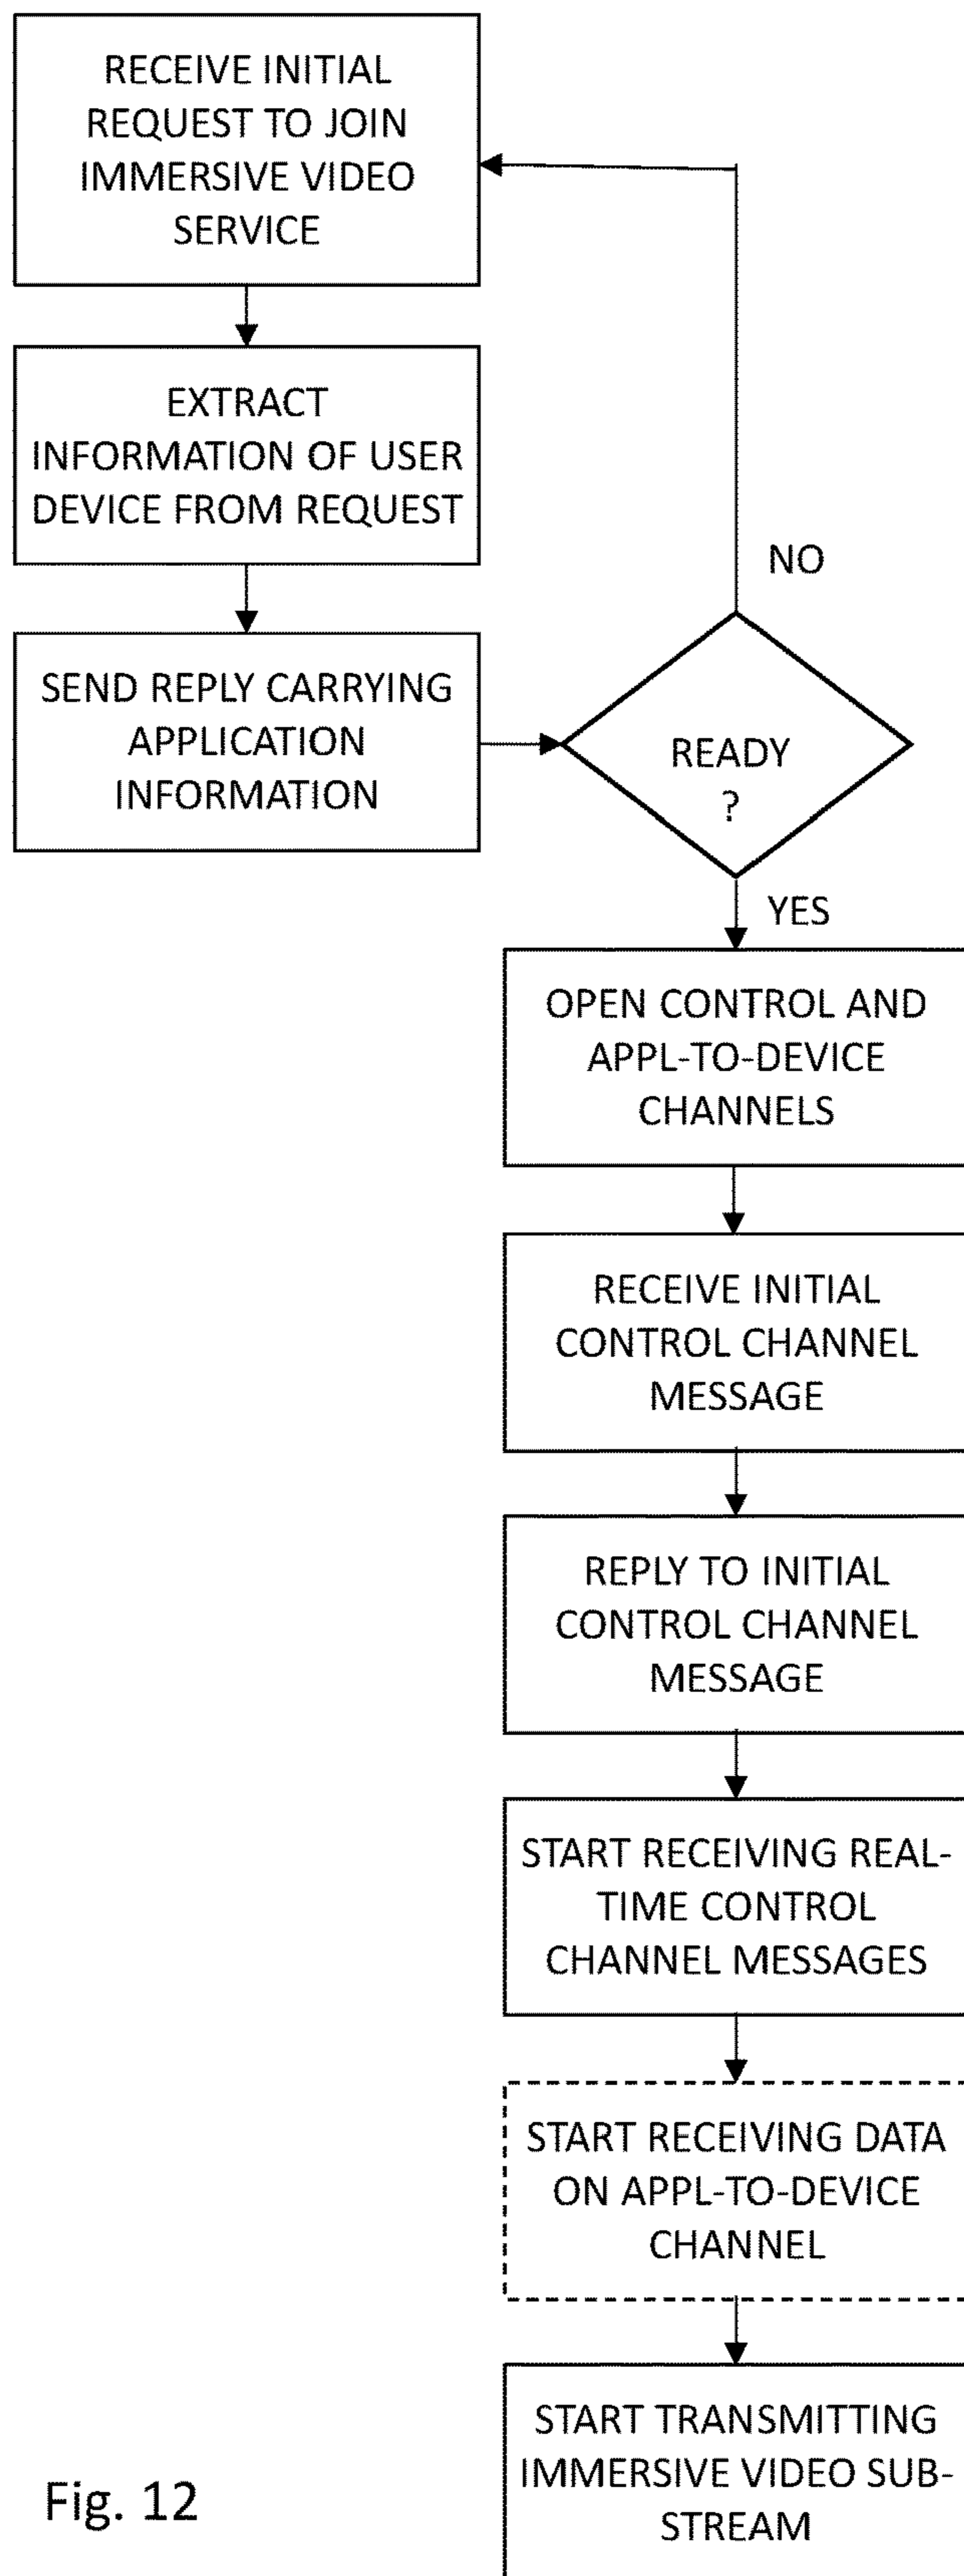 RECEIVE INITIAL
REQUEST TO JOIN
IMMERSIVE VIDEO
SERVICE
EXTRACT
INFORMATION OF USER
DEVICE FROM REQUEST
SEND REPLY CARRYING
APPLICATION
INFORMATION
READY
?
NO
YES
OPEN CONTROL AND
APPL-TO-DEVICE
CHANNELS
RECEIVE INITIAL
CONTROL CHANNEL
MESSAGE
REPLY TO INITIAL
CONTROL CHANNEL
MESSAGE
START RECEIVING REAL-
TIME CONTROL
CHANNEL MESSAGES
START RECEIVING DATA
ON APPL-TO-DEVICE
CHANNEL
START TRANSMITTING
IMMERSIVE VIDEO SUB-
STREAM
Fig. 12